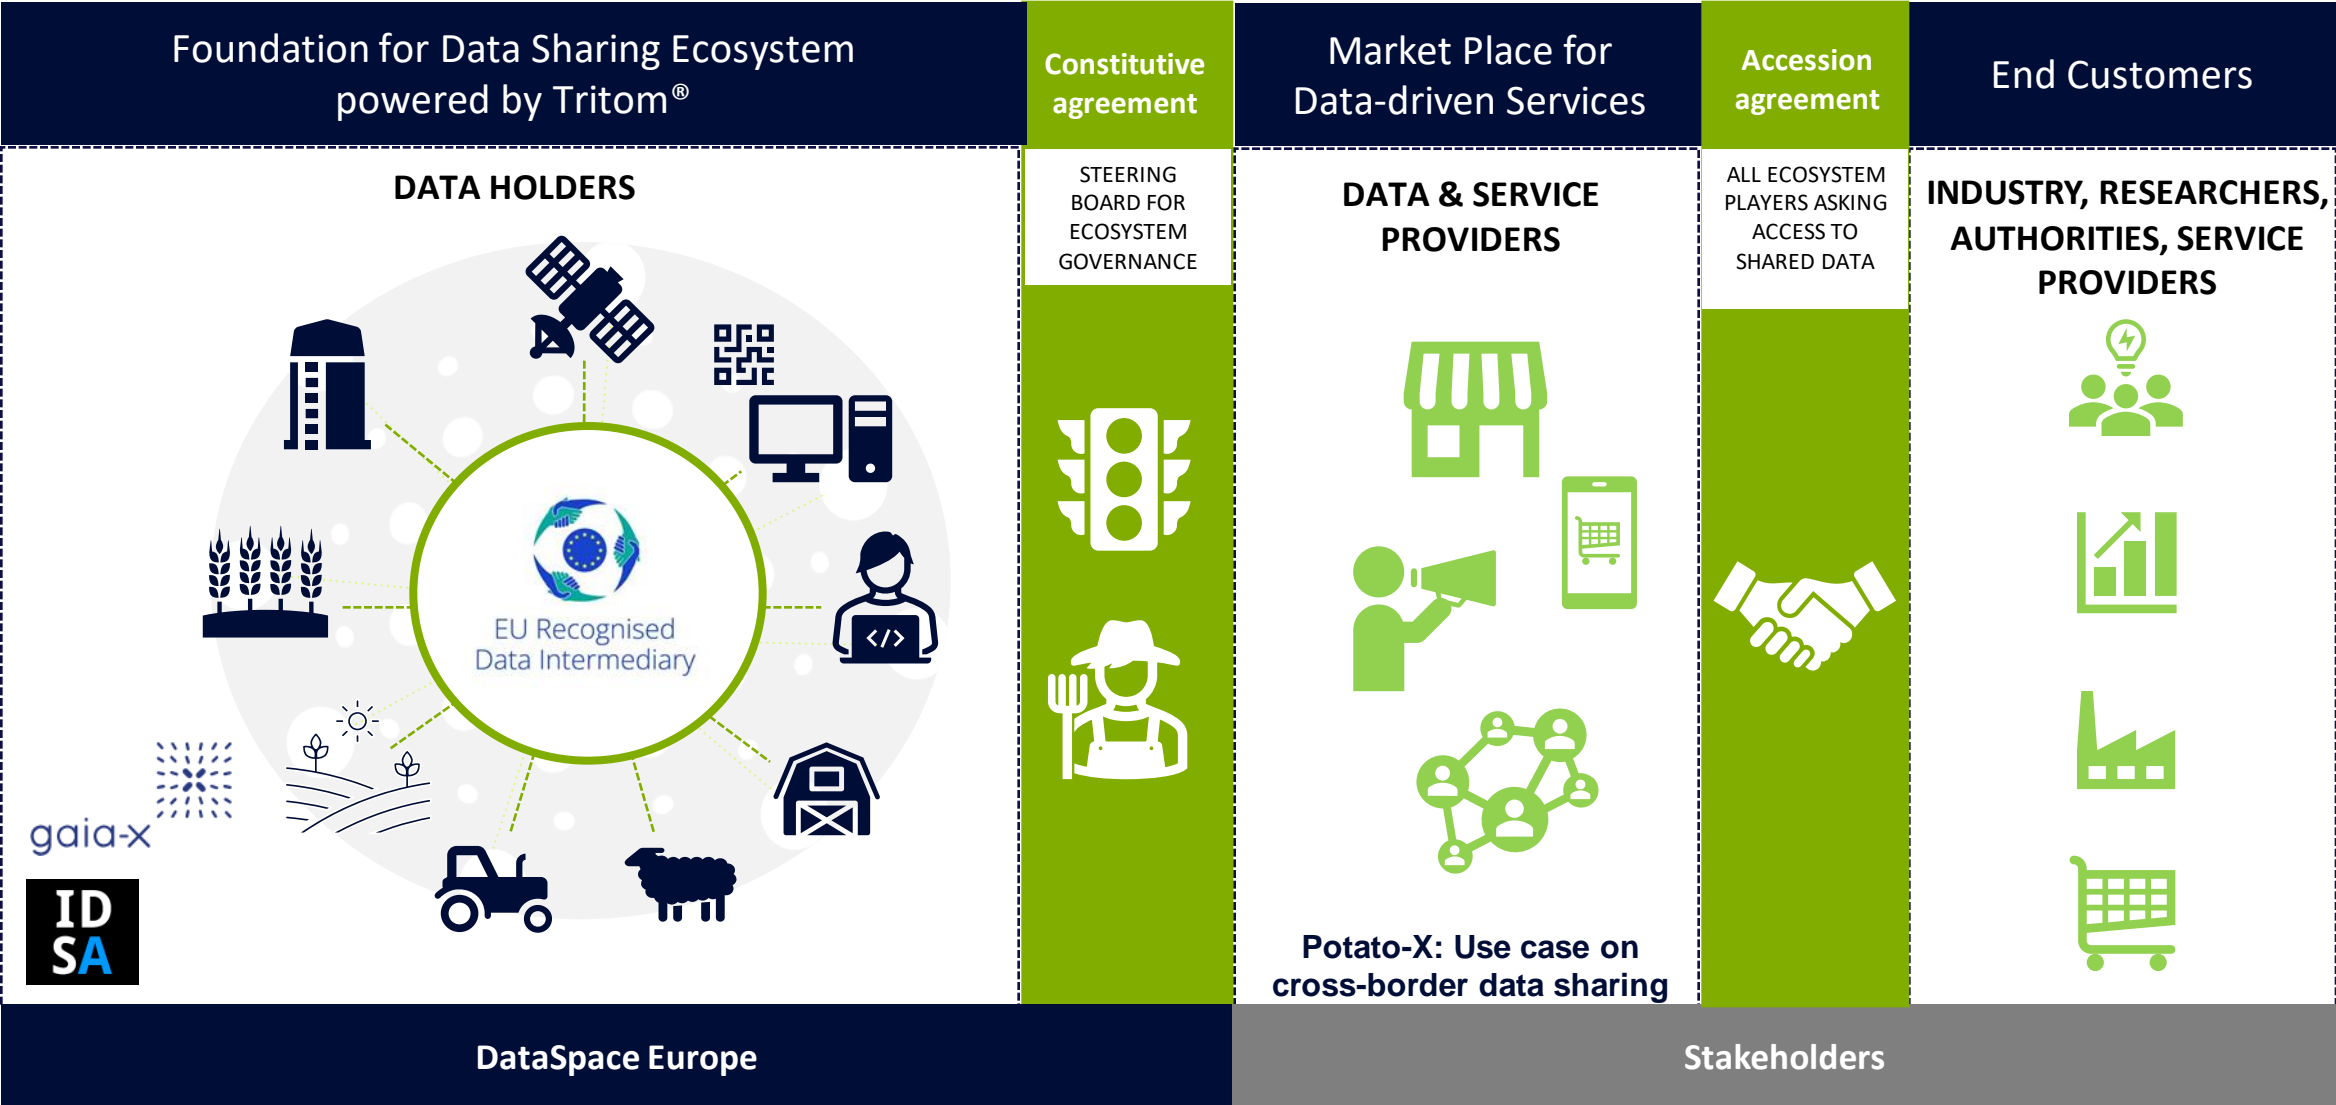 Foundation for Data Sharing Ecosystem
powered by Tritom®
Constitutive
agreement
Market Place for
Data-driven Services
Accession
agreement
End Customers
DATA HOLDERS
EU Recognised
Data Intermediary
</>
gaia-x
ID
SA
STEERING
BOARD FOR
ECOSYSTEM
GOVERNANCE
DATA & SERVICE
PROVIDERS
Potato-X: Use case on
cross-border data sharing
ALL ECOSYSTEM
PLAYERS ASKING
ACCESS TO
SHARED DATA
INDUSTRY, RESEARCHERS,
AUTHORITIES, SERVICE
PROVIDERS
DataSpace Europe
Stakeholders